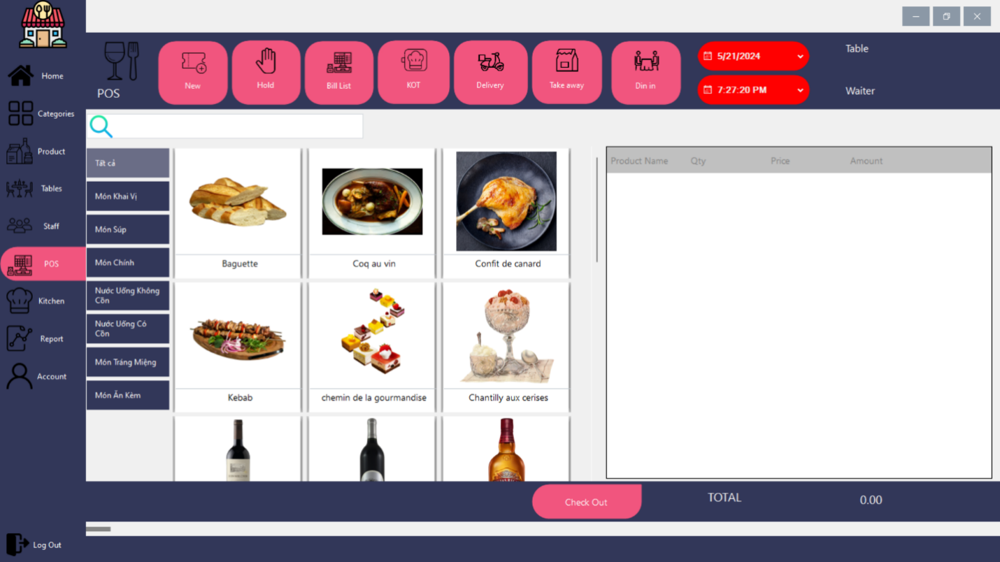 Home
Categories
Product
Tables
Staff
POS
Kitchen
Report
Account
Log Out
POS
New
Hold
Bill List
KOT
Delivery
Take away
Din in
5/21/2024
7:27:20 PM
Table
Waiter
Tất cả
Món Khai Vị
Món Súp
Món Chính
Nước Uống Không
Cồn
Nước Uống Có
Cồn
Món Tráng Miệng
Món Ăn Kèm
Baguette
Coq au vin
Confit de canard
Kebab
chemin de la gourmandise
Chantilly aux cerises
Product Name Qty Price Amount
Check Out
TOTAL 0.00